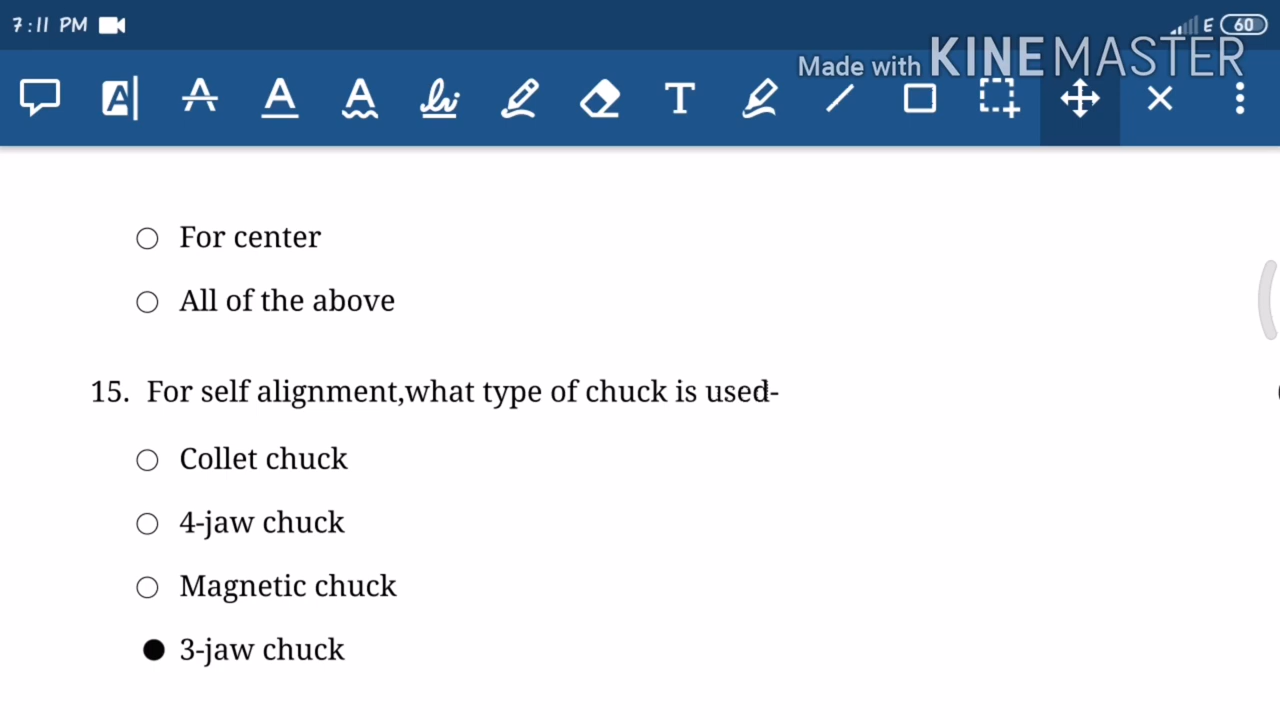 7:11 PM
E 60
Made with KINEMASTER
For center
All of the above
15. For self alignment,what type of chuck is used-
Collet chuck
4-jaw chuck
Magnetic chuck
3-jaw chuck